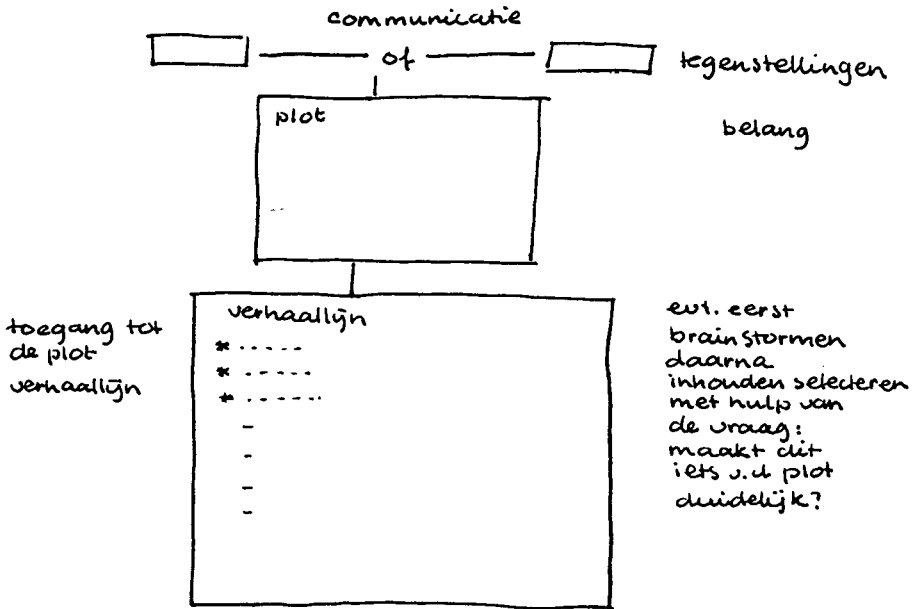 communicatie
of
tegenstellingen
plot
belang
verhaallijn
* .....
* .....
* .......
-
-
-
-
toegang tot
de plot
verhaallijn
evt. eerst
brainstormen
daarna
inhouden selecteren
met hulp van
de vraag:
maakt dit
iets v.d plot
duidelijk?